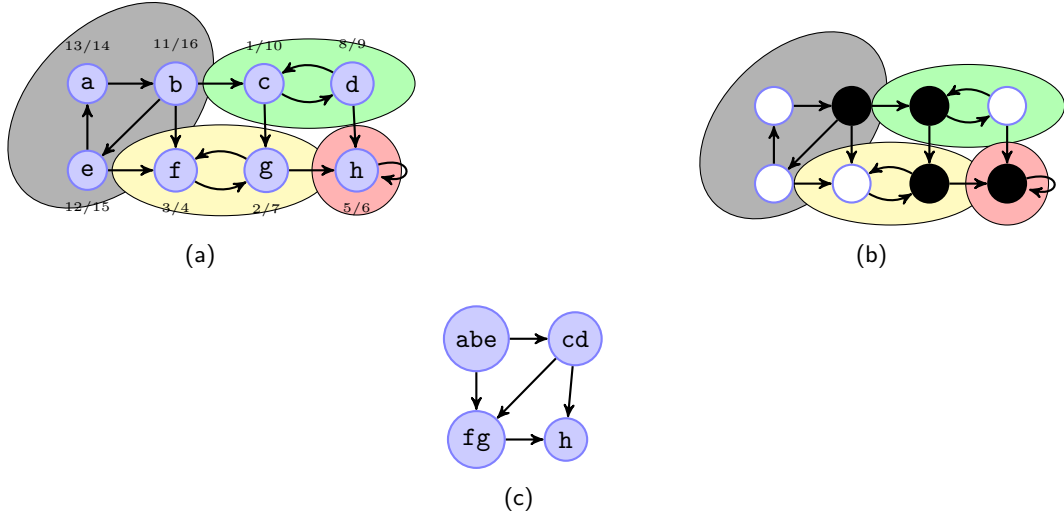 13/14 11/16 1/10 8/9
a b c d
e f g h
12/15 3/4 2/7 5/6
(a) (b)
abe cd
fg h
(c)